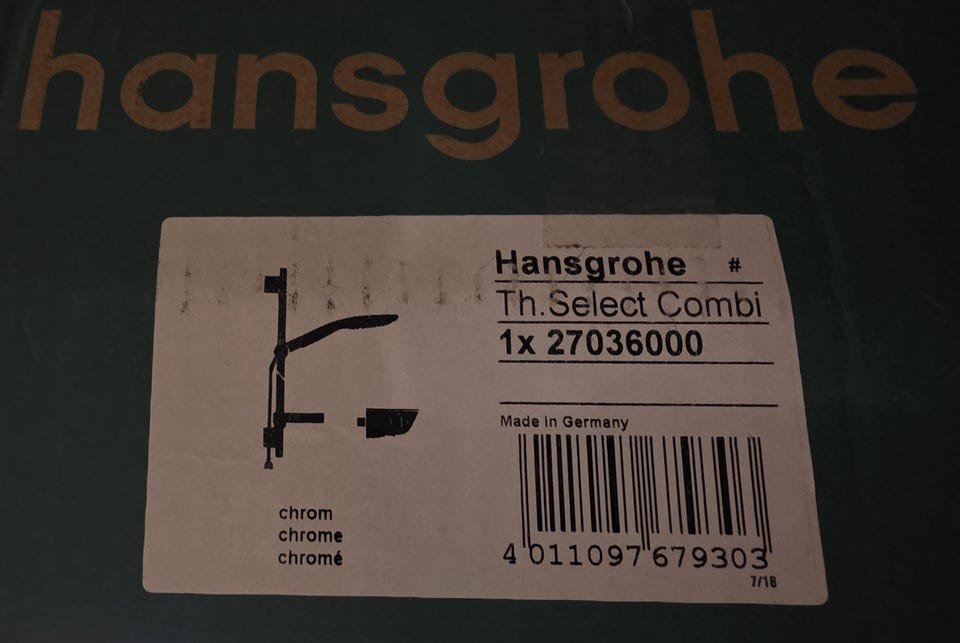 hansgrohe
Hansgrohe #
Th.Select Combi
1x 27036000
Made in Germany
chrom
chrome
chromé
4 011097 679303
7/18